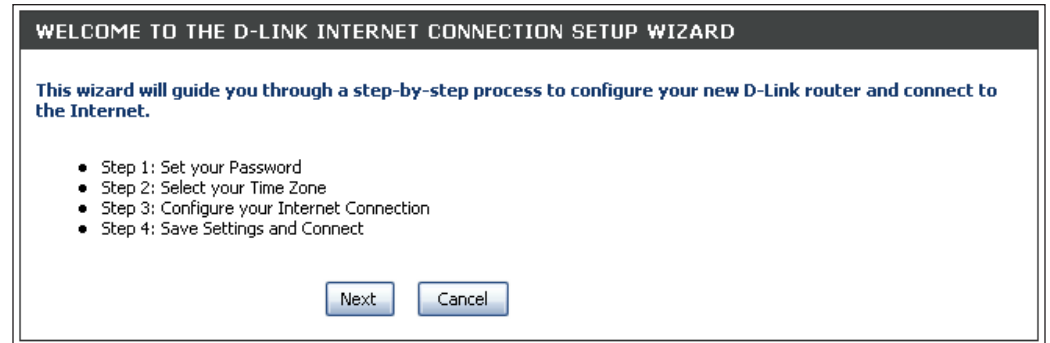 WELCOME TO THE D-LINK INTERNET CONNECTION SETUP WIZARD
This wizard will guide you through a step-by-step process to configure your new D-Link router and connect to
the Internet.
● Step 1: Set your Password
● Step 2: Select your Time Zone
● Step 3: Configure your Internet Connection
● Step 4: Save Settings and Connect
Next Cancel